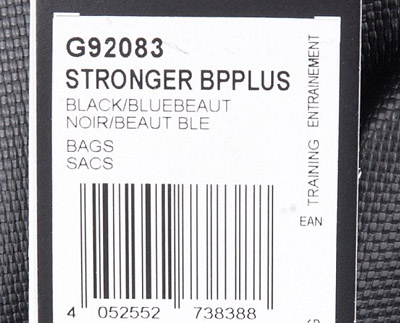 G92083
STRONGER BPPLUS
BLACK/BLUEBEAUT
NOIR/BEAUT BLE
BAGS
SACS
TRAINING ENTRAINEMENT
EAN
4 052552 738388